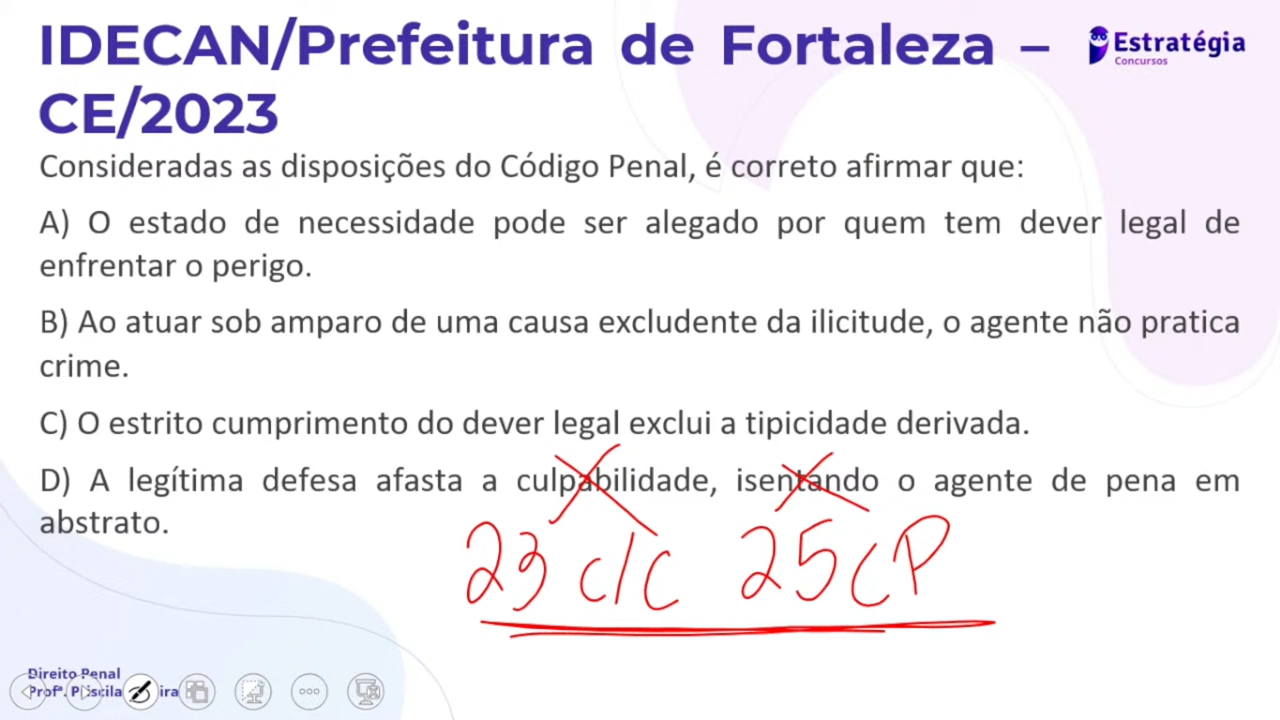 IDECAN/Prefeitura de Fortaleza –
CE/2023
Estratégia
Concursos
Consideradas as disposições do Código Penal, é correto afirmar que:
A) O estado de necessidade pode ser alegado por quem tem dever legal de
enfrentar o perigo.
B) Ao atuar sob amparo de uma causa excludente da ilicitude, o agente não pratica
crime.
C) O estrito cumprimento do dever legal exclui a tipicidade derivada.
D) A legítima defesa afasta a culpabilidade, isentando o agente de pena em
abstrato.
23 c/c 25 CP
Direito Penal
Profª.